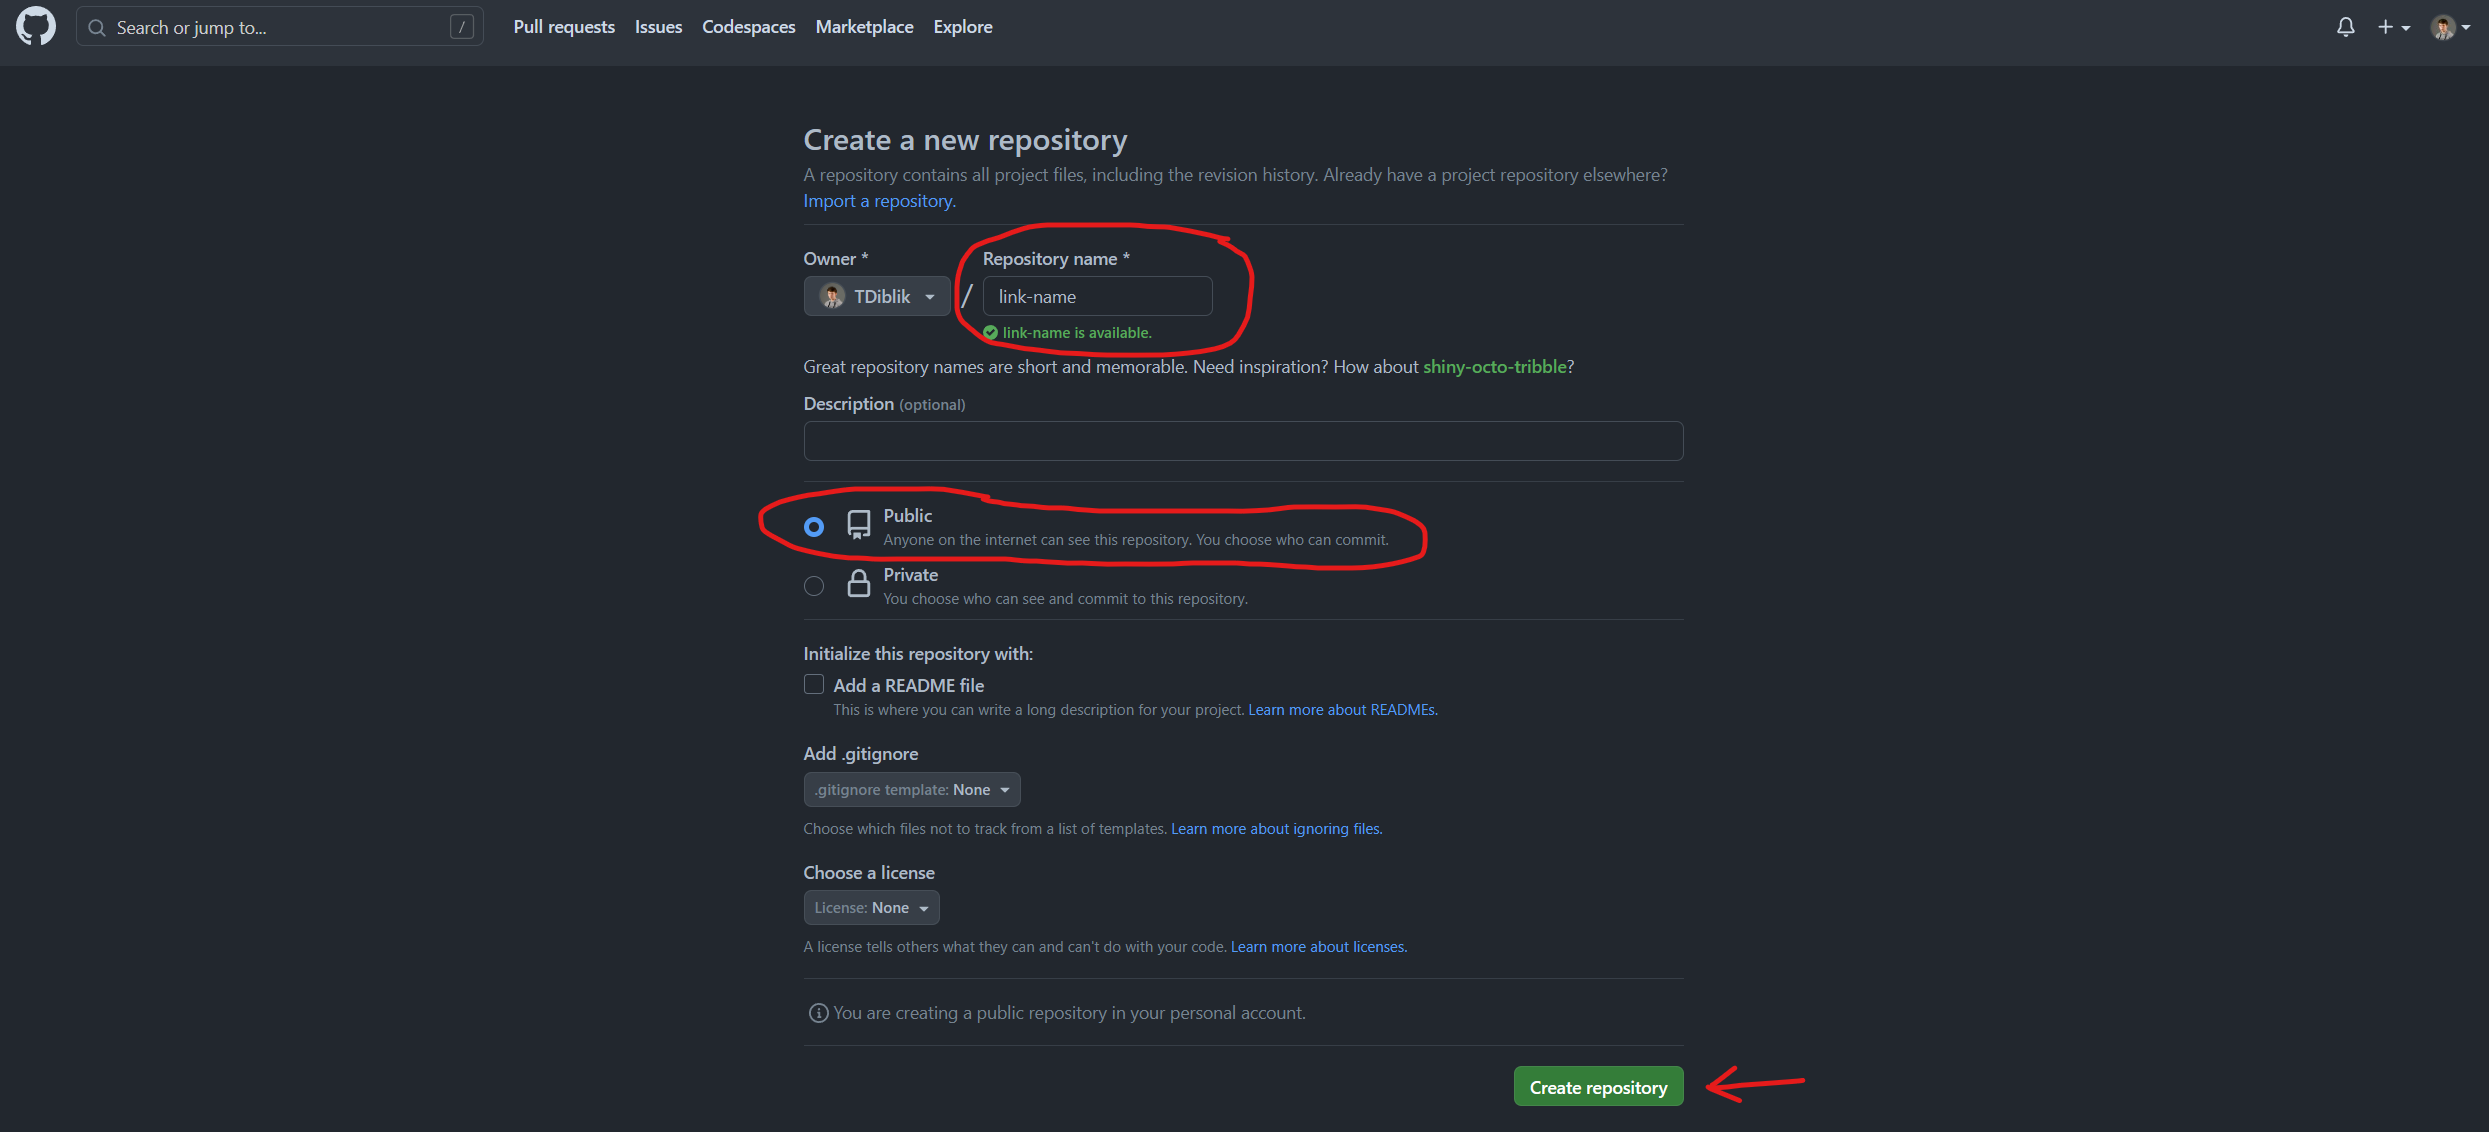 Search or jump to... /
Pull requests Issues Codespaces Marketplace Explore
Create a new repository
A repository contains all project files, including the revision history. Already have a project repository elsewhere?
Import a repository.
Owner * Repository name *
TDiblik / link-name
link-name is available.
Great repository names are short and memorable. Need inspiration? How about shiny-octo-tribble?
Description (optional)
Public
Anyone on the internet can see this repository. You choose who can commit.
Private
You choose who can see and commit to this repository.
Initialize this repository with:
Add a README file
This is where you can write a long description for your project. Learn more about READMEs.
Add .gitignore
.gitignore template: None
Choose which files not to track from a list of templates. Learn more about ignoring files.
Choose a license
License: None
A license tells others what they can and can't do with your code. Learn more about licenses.
You are creating a public repository in your personal account.
Create repository